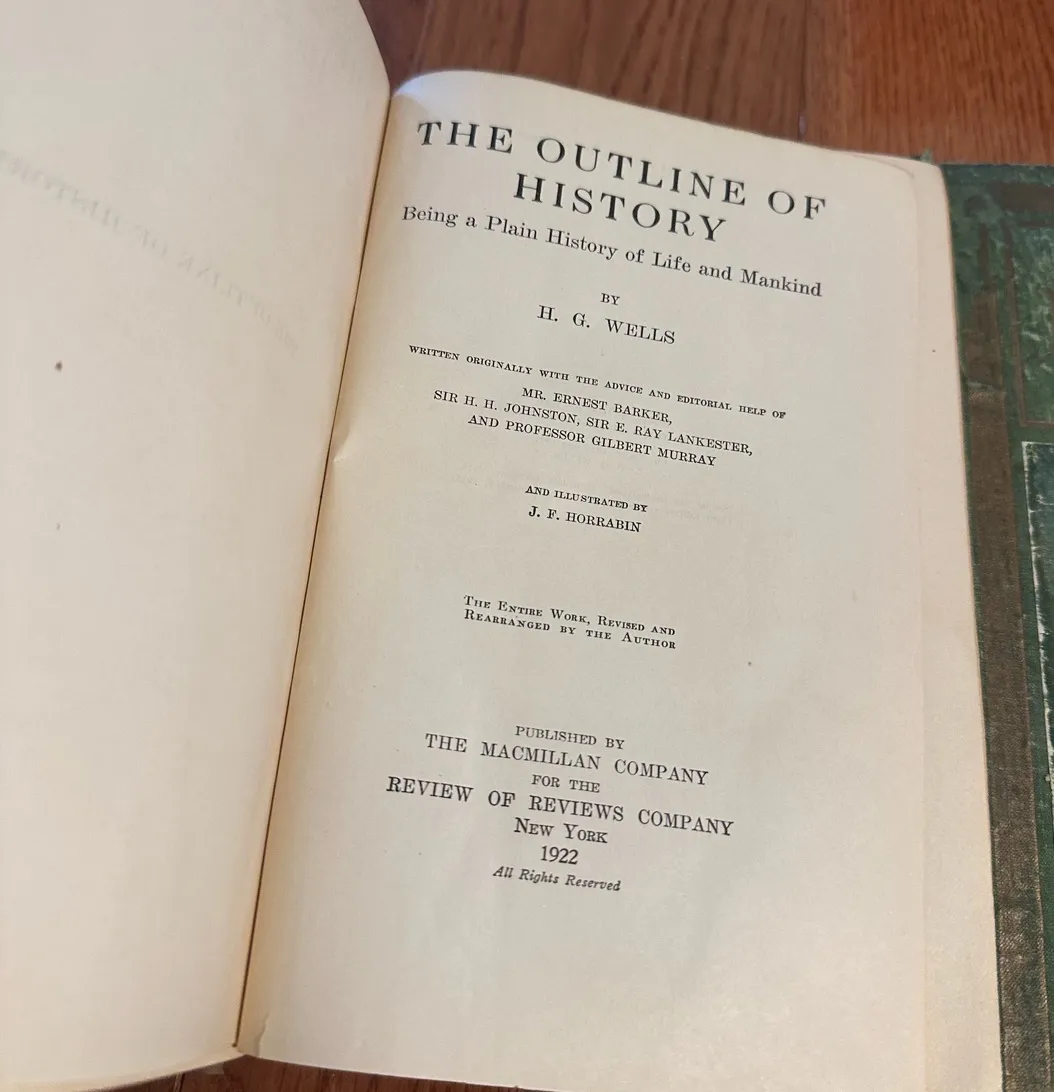 THE OUTLINE OF
HISTORY
Being a Plain History of Life and Mankind
BY
H. G. WELLS
WRITTEN ORIGINALLY WITH THE ADVICE AND EDITORIAL HELP OF
MR. ERNEST BARKER,
SIR H. H. JOHNSTON, SIR E. RAY LANKESTER,
AND PROFESSOR GILBERT MURRAY
AND ILLUSTRATED BY
J. F. HORRABIN
THE ENTIRE WORK, REVISED AND
REARRANGED BY THE AUTHOR
PUBLISHED BY
THE MACMILLAN COMPANY
FOR THE
REVIEW OF REVIEWS COMPANY
NEW YORK
1922
All Rights Reserved